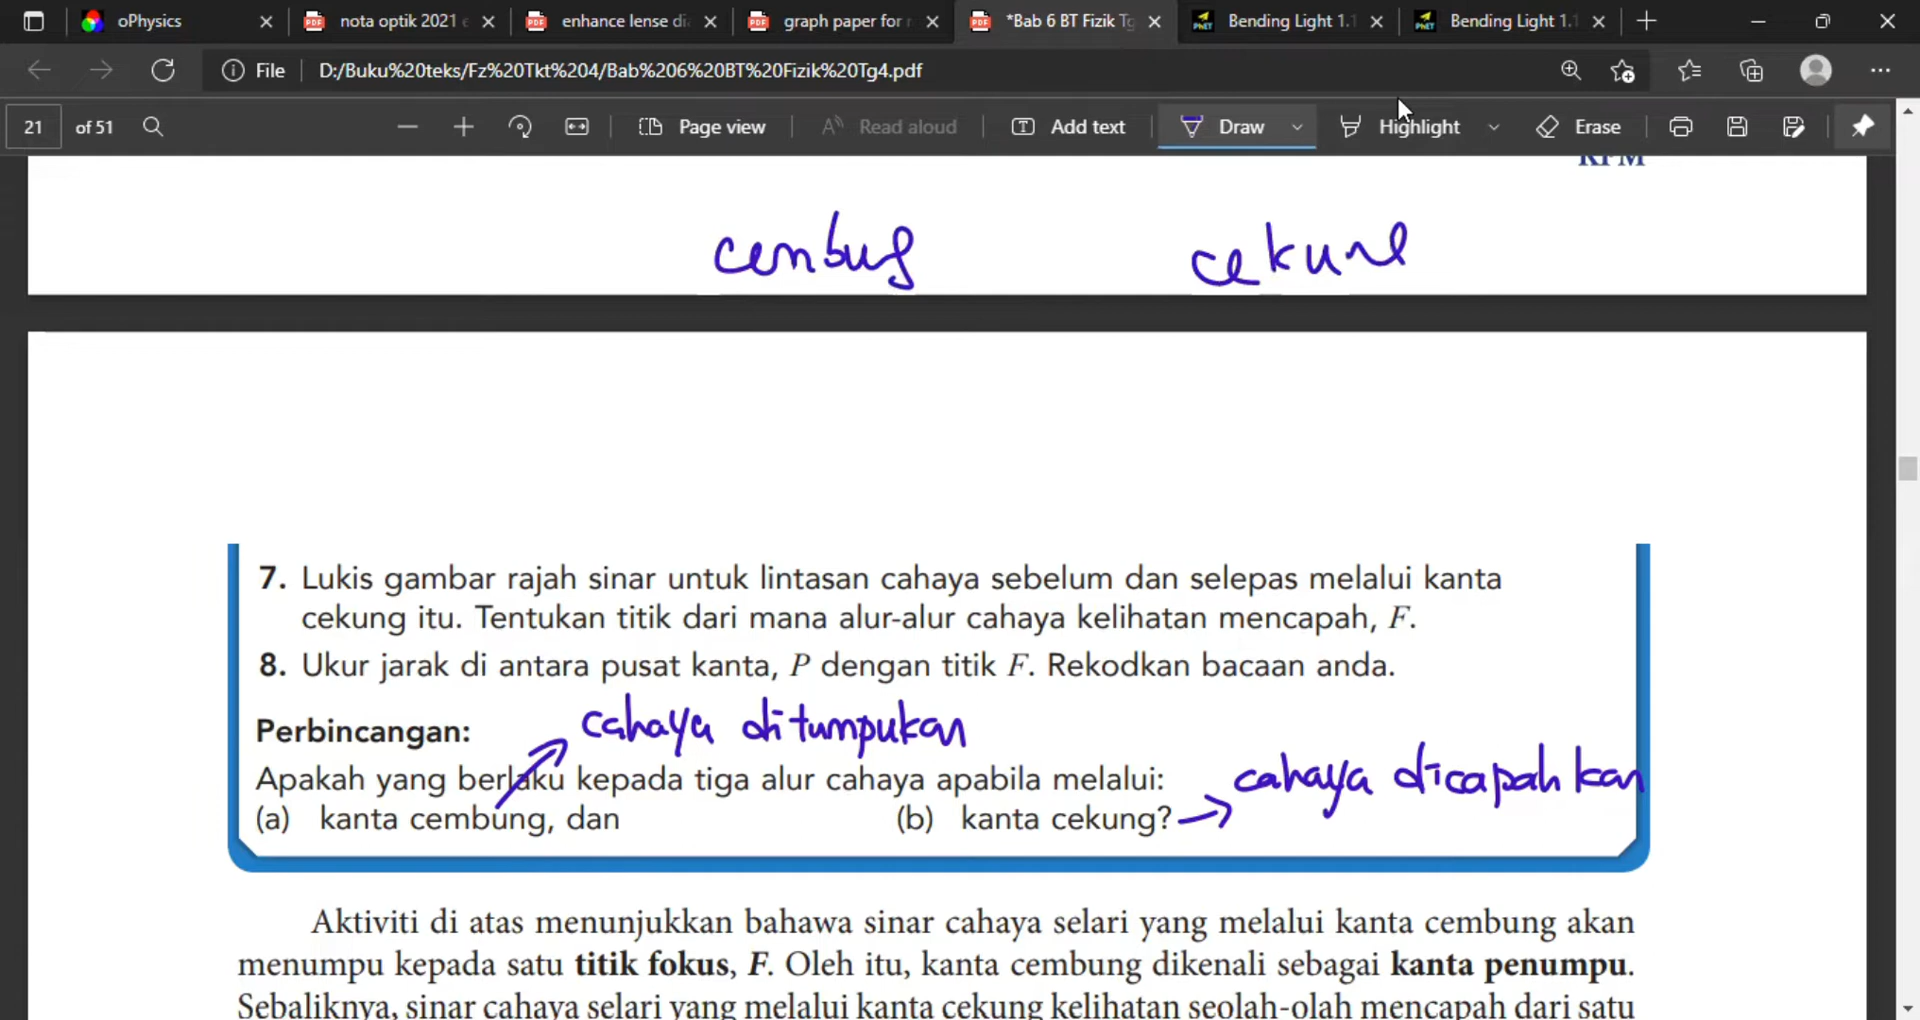 oPhysics
nota optik 2021 e
enhance lense di
graph paper for r
*Bab 6 BT Fizik Tg
Bending Light 1.1
Bending Light 1.1
File
D:/Buku%20teks/Fz%20Tkt%204/Bab%206%20BT%20Fizik%20Tg4.pdf
21 of 51
Page view
Read aloud
Add text
Draw
Highlight
Erase
KPM
cembung cekung
7. Lukis gambar rajah sinar untuk lintasan cahaya sebelum dan selepas melalui kanta
cekung itu. Tentukan titik dari mana alur-alur cahaya kelihatan mencapah, F.
8. Ukur jarak di antara pusat kanta, P dengan titik F. Rekodkan bacaan anda.
cahaya ditumpukan
Perbincangan:
Apakah yang berlaku kepada tiga alur cahaya apabila melalui:
cahaya dicapahkan
(a) kanta cembung, dan (b) kanta cekung?
Aktiviti di atas menunjukkan bahawa sinar cahaya selari yang melalui kanta cembung akan
menumpu kepada satu titik fokus, F. Oleh itu, kanta cembung dikenali sebagai kanta penumpu.
Sebaliknya, sinar cahaya selari yang melalui kanta cekung kelihatan seolah-olah mencapah dari satu